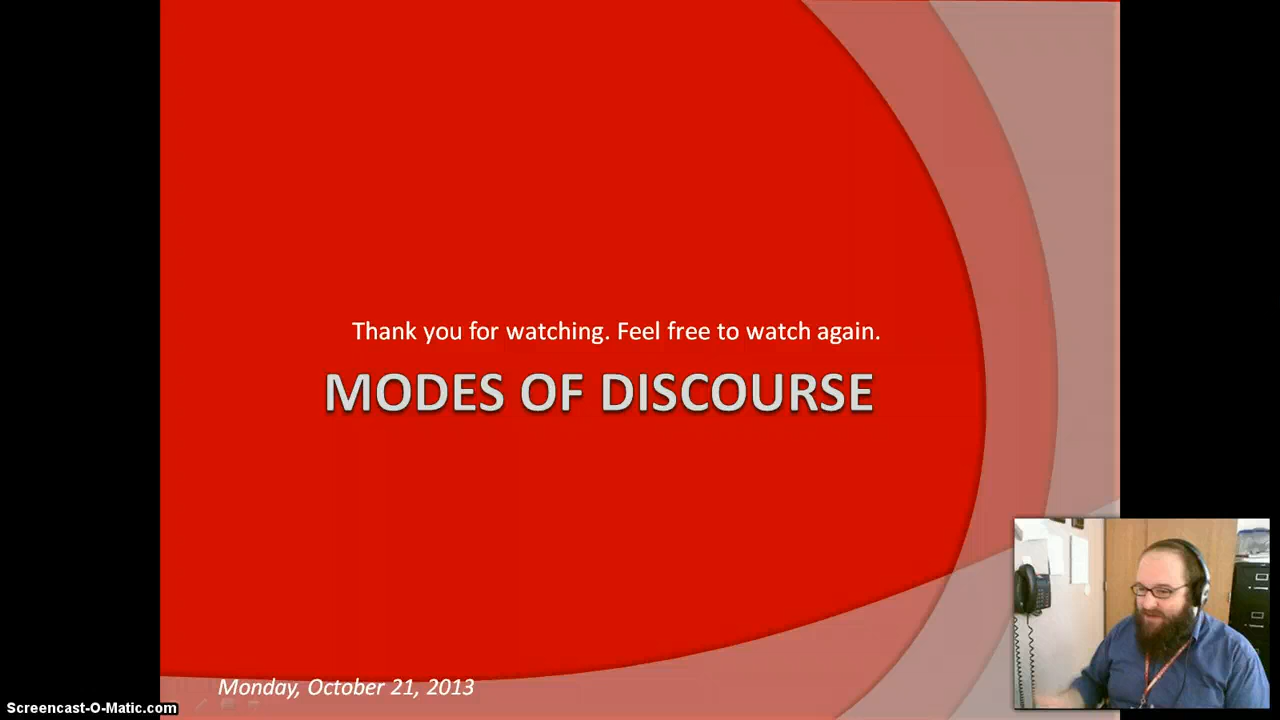 Thank you for watching. Feel free to watch again.
MODES OF DISCOURSE
Monday, October 21, 2013
Screencast-O-Matic.com